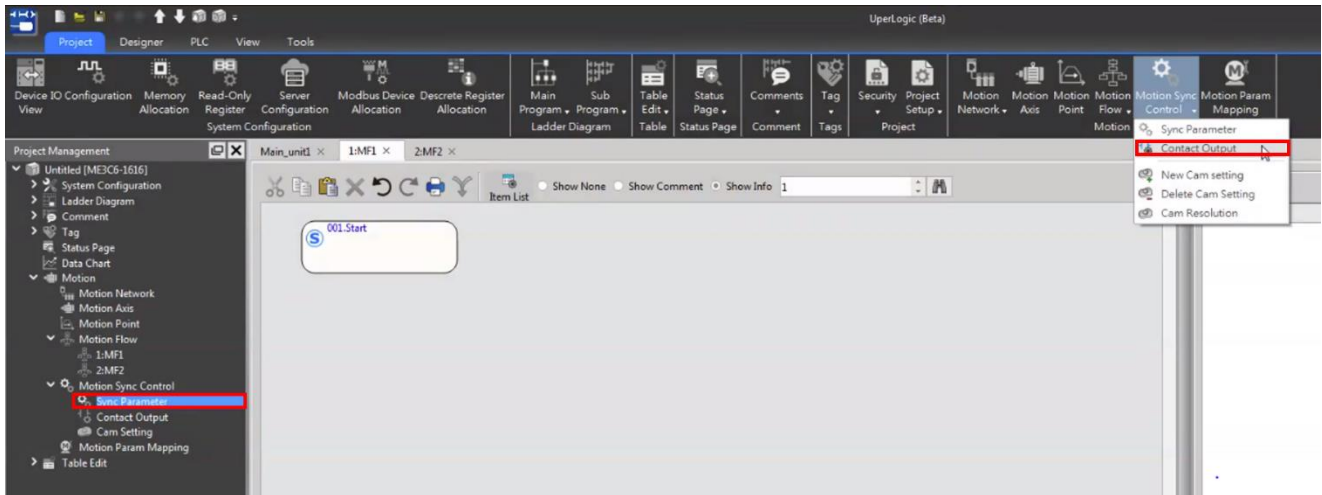 UperLogic (Beta)
Project Designer PLC View Tools
Device IO Configuration View
Memory Allocation
Read-Only Register
Server Configuration
Modbus Device Allocation
Descrete Register Allocation
Main Program
Sub Program
Table Edit
Status Page
Comments
Tag
Security
Project Setup
Motion Network
Motion Axis
Motion Point
Motion Flow
Motion Sync Control
Motion Param Mapping
System Configuration
Ladder Diagram
Table
Status Page
Comment
Tags
Project
Motion
Sync Parameter
Contact Output
New Cam setting
Delete Cam Setting
Cam Resolution
Project Management
Untitled [ME3C6-1616]
System Configuration
Ladder Diagram
Comment
Tag
Status Page
Data Chart
Motion
Motion Network
Motion Axis
Motion Point
Motion Flow
1:MF1
2:MF2
Motion Sync Control
Sync Parameter
Contact Output
Cam Setting
Motion Param Mapping
Table Edit
Main_unit1 1:MF1 2:MF2
Item List
Show None Show Comment Show Info 1
S 001.Start